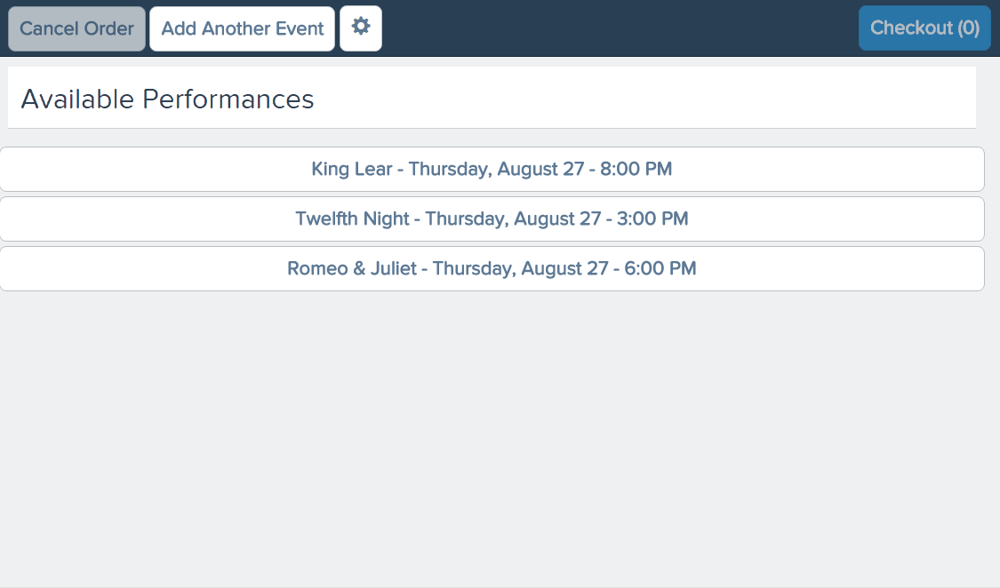 Cancel Order Add Another Event Checkout (0)
Available Performances
King Lear - Thursday, August 27 - 8:00 PM
Twelfth Night - Thursday, August 27 - 3:00 PM
Romeo & Juliet - Thursday, August 27 - 6:00 PM